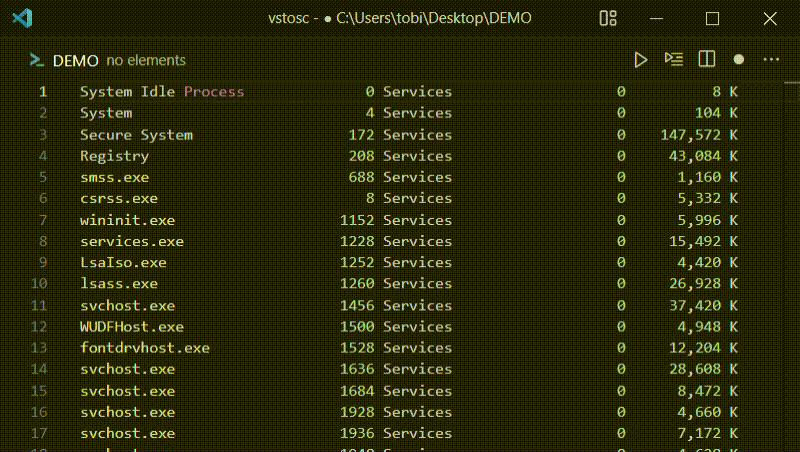 vstosc - ● C:\Users\tobi\Desktop\DEMO
DEMO no elements
1 System Idle Process 0 Services 0 8 K
2 System 4 Services 0 104 K
3 Secure System 172 Services 0 147,572 K
4 Registry 208 Services 0 43,084 K
5 smss.exe 688 Services 0 1,160 K
6 csrss.exe 8 Services 0 5,332 K
7 wininit.exe 1152 Services 0 5,996 K
8 services.exe 1228 Services 0 15,492 K
9 LsaIso.exe 1252 Services 0 4,420 K
10 lsass.exe 1260 Services 0 26,928 K
11 svchost.exe 1456 Services 0 37,420 K
12 WUDFHost.exe 1500 Services 0 4,948 K
13 fontdrvhost.exe 1528 Services 0 12,204 K
14 svchost.exe 1636 Services 0 28,608 K
15 svchost.exe 1684 Services 0 8,472 K
16 svchost.exe 1928 Services 0 4,660 K
17 svchost.exe 1936 Services 0 7,172 K